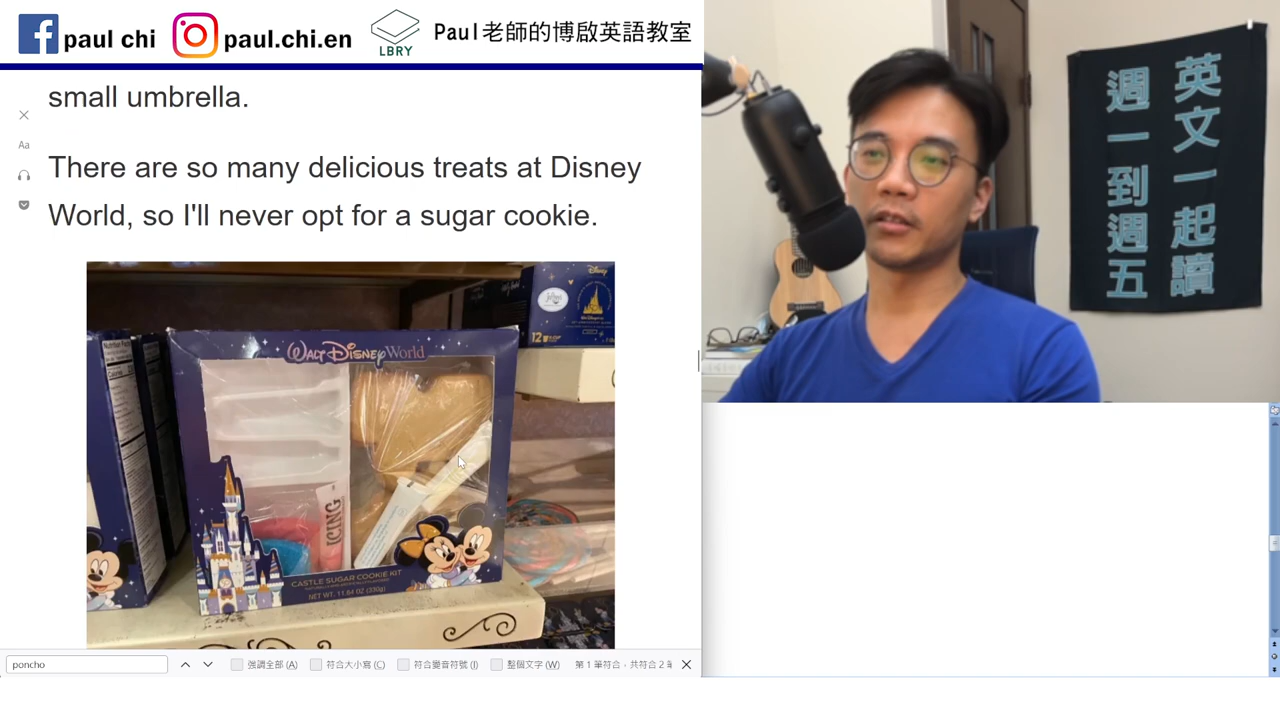 paul chi
paul.chi.en
LBRY
Paul老師的博啟英語教室
small umbrella.
There are so many delicious treats at Disney
World, so I'll never opt for a sugar cookie.
Aa
Disney
12
Walt Disney World
Nutrition Facts
ICING
CASTLE SUGAR COOKIE KIT
NET WT. 11.64 OZ (330g)
英文一起讀
週一到週五
poncho
強調全部 (A)
符合大小寫 (C)
符合變音符號 (I)
整個文字 (W)
第 1 筆符合，共符合 2 筆